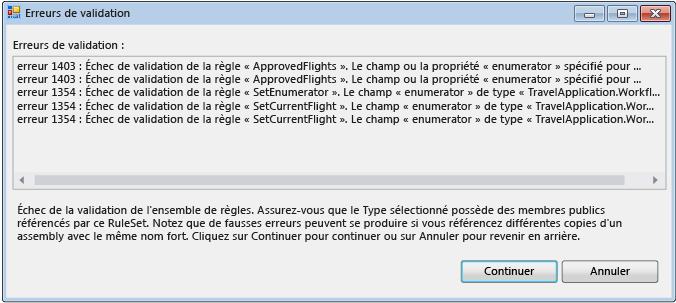 Erreurs de validation
Erreurs de validation :
erreur 1403 : Échec de validation de la règle « ApprovedFlights ». Le champ ou la propriété « enumerator » spécifié pour ...
erreur 1403 : Échec de validation de la règle « ApprovedFlights ». Le champ ou la propriété « enumerator » spécifié pour ...
erreur 1354 : Échec de validation de la règle « SetEnumerator ». Le champ « enumerator » de type « TravelApplication.Workfl...
erreur 1354 : Échec de validation de la règle « SetCurrentFlight ». Le champ « enumerator » de type « TravelApplication.Wor...
erreur 1354 : Échec de validation de la règle « SetCurrentFlight ». Le champ « enumerator » de type « TravelApplication.Wor...
Échec de la validation de l'ensemble de règles. Assurez-vous que le Type sélectionné possède des membres publics
référencés par ce RuleSet. Notez que de fausses erreurs peuvent se produire si vous référencez différentes copies d'un
assembly avec le même nom fort. Cliquez sur Continuer pour continuer ou sur Annuler pour revenir en arrière.
Continuer
Annuler